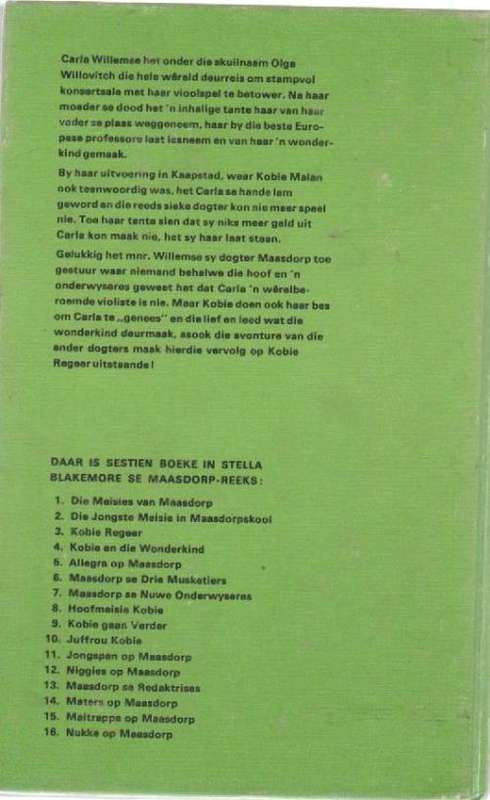 Carla Willemse het onder die skuilnaam Olga
Willovitch die hele wêreld deurreis om stampvol
konsertsale met haar vioolspel te betower. Na haar
moeder se dood het 'n inhalige tante haar van haar
vader se plaas weggeneem, haar by die beste Euro-
pese professore laat lesneem en van haar 'n wonder-
kind gemaak.
By haar uitvoering in Kaapstad, waar Kobie Malan
ook teenwoordig was, het Carla se hande lam
geword en die reeds sieke dogter kon nie meer speel
nie. Toe haar tante sien dat sy niks meer geld uit
Carla kon maak nie, het sy haar laat staan.
Gelukkig het mnr. Willemse sy dogter Maasdorp toe
gestuur waar niemand behalwe die hoof en 'n
onderwyseres geweet het dat Carla 'n wêrelbe-
roemde violiste is nie. Maar Kobie doen ook haar bes
om Carla te „genees” en die lief en leed wat die
wonderkind deurmaak, asook die avonture van die
ander dogters maak hierdie vervolg op Kobie
Regeer uitstaande!
DAAR IS SESTIEN BOEKE IN STELLA
BLAKEMORE SE MAASDORP-REEKS:
1. Die Meisies van Maasdorp
2. Die Jongste Meisie in Maasdorpskool
3. Kobie Regeer
4. Kobie en die Wonderkind
5. Allegra op Maasdorp
6. Maasdorp se Drie Musketiers
7. Maasdorp se Nuwe Onderwyseres
8. Hoofmeisie Kobie
9. Kobie gaan Verder
10. Juffrou Kobie
11. Jongspan op Maasdorp
12. Niggies op Maasdorp
13. Maasdorp se Redaktrises
14. Maters op Maasdorp
15. Maltrappe op Maasdorp
16. Nukke op Maasdorp